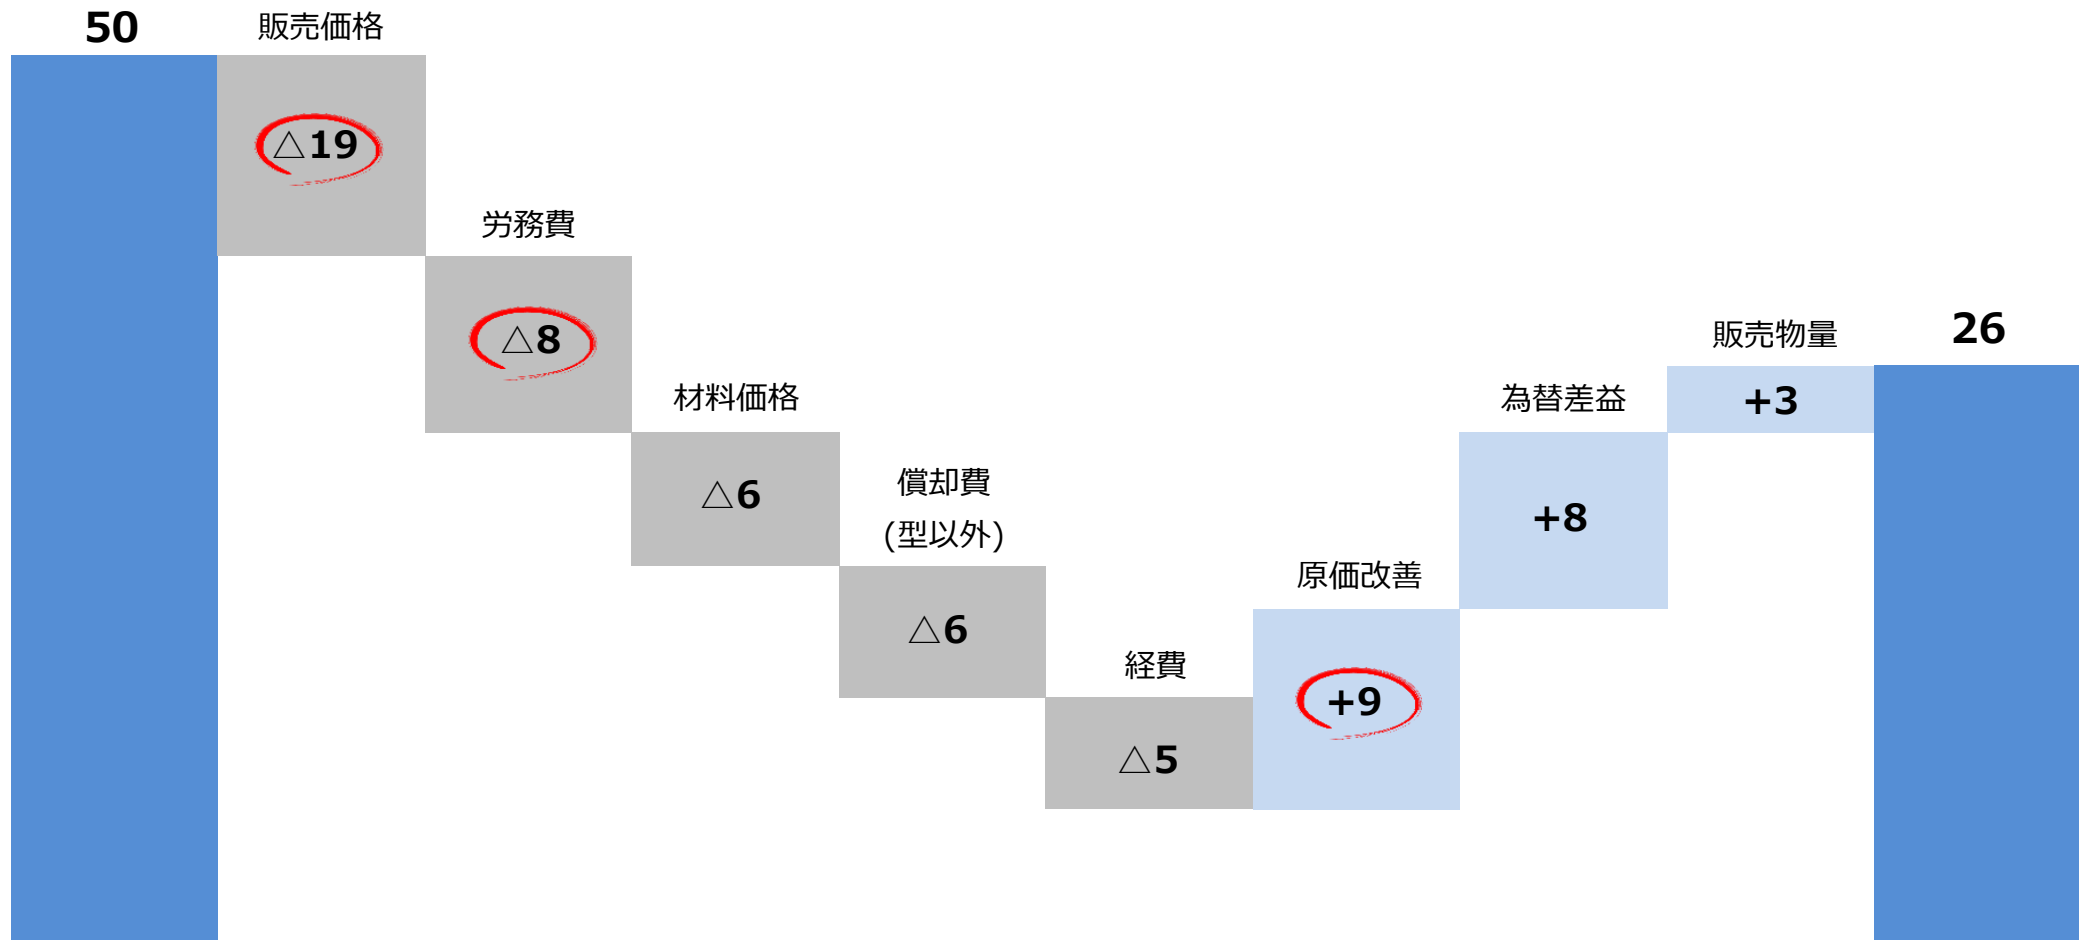 50
販売価格
△19
労務費
△8
材料価格
△6
償却費
(型以外)
△6
経費
△5
原価改善
+9
為替差益
+8
販売物量
+3
26